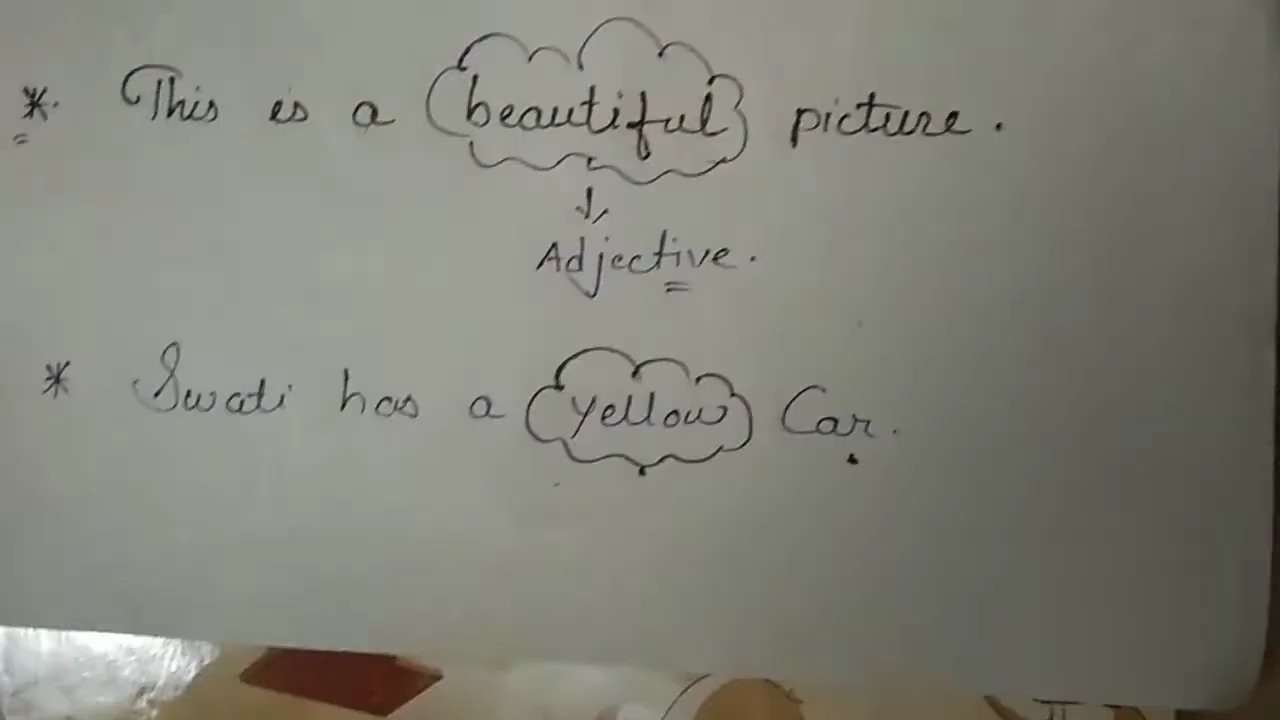 * This is a beautiful picture.
Adjective.
* Swati has a yellow Car.